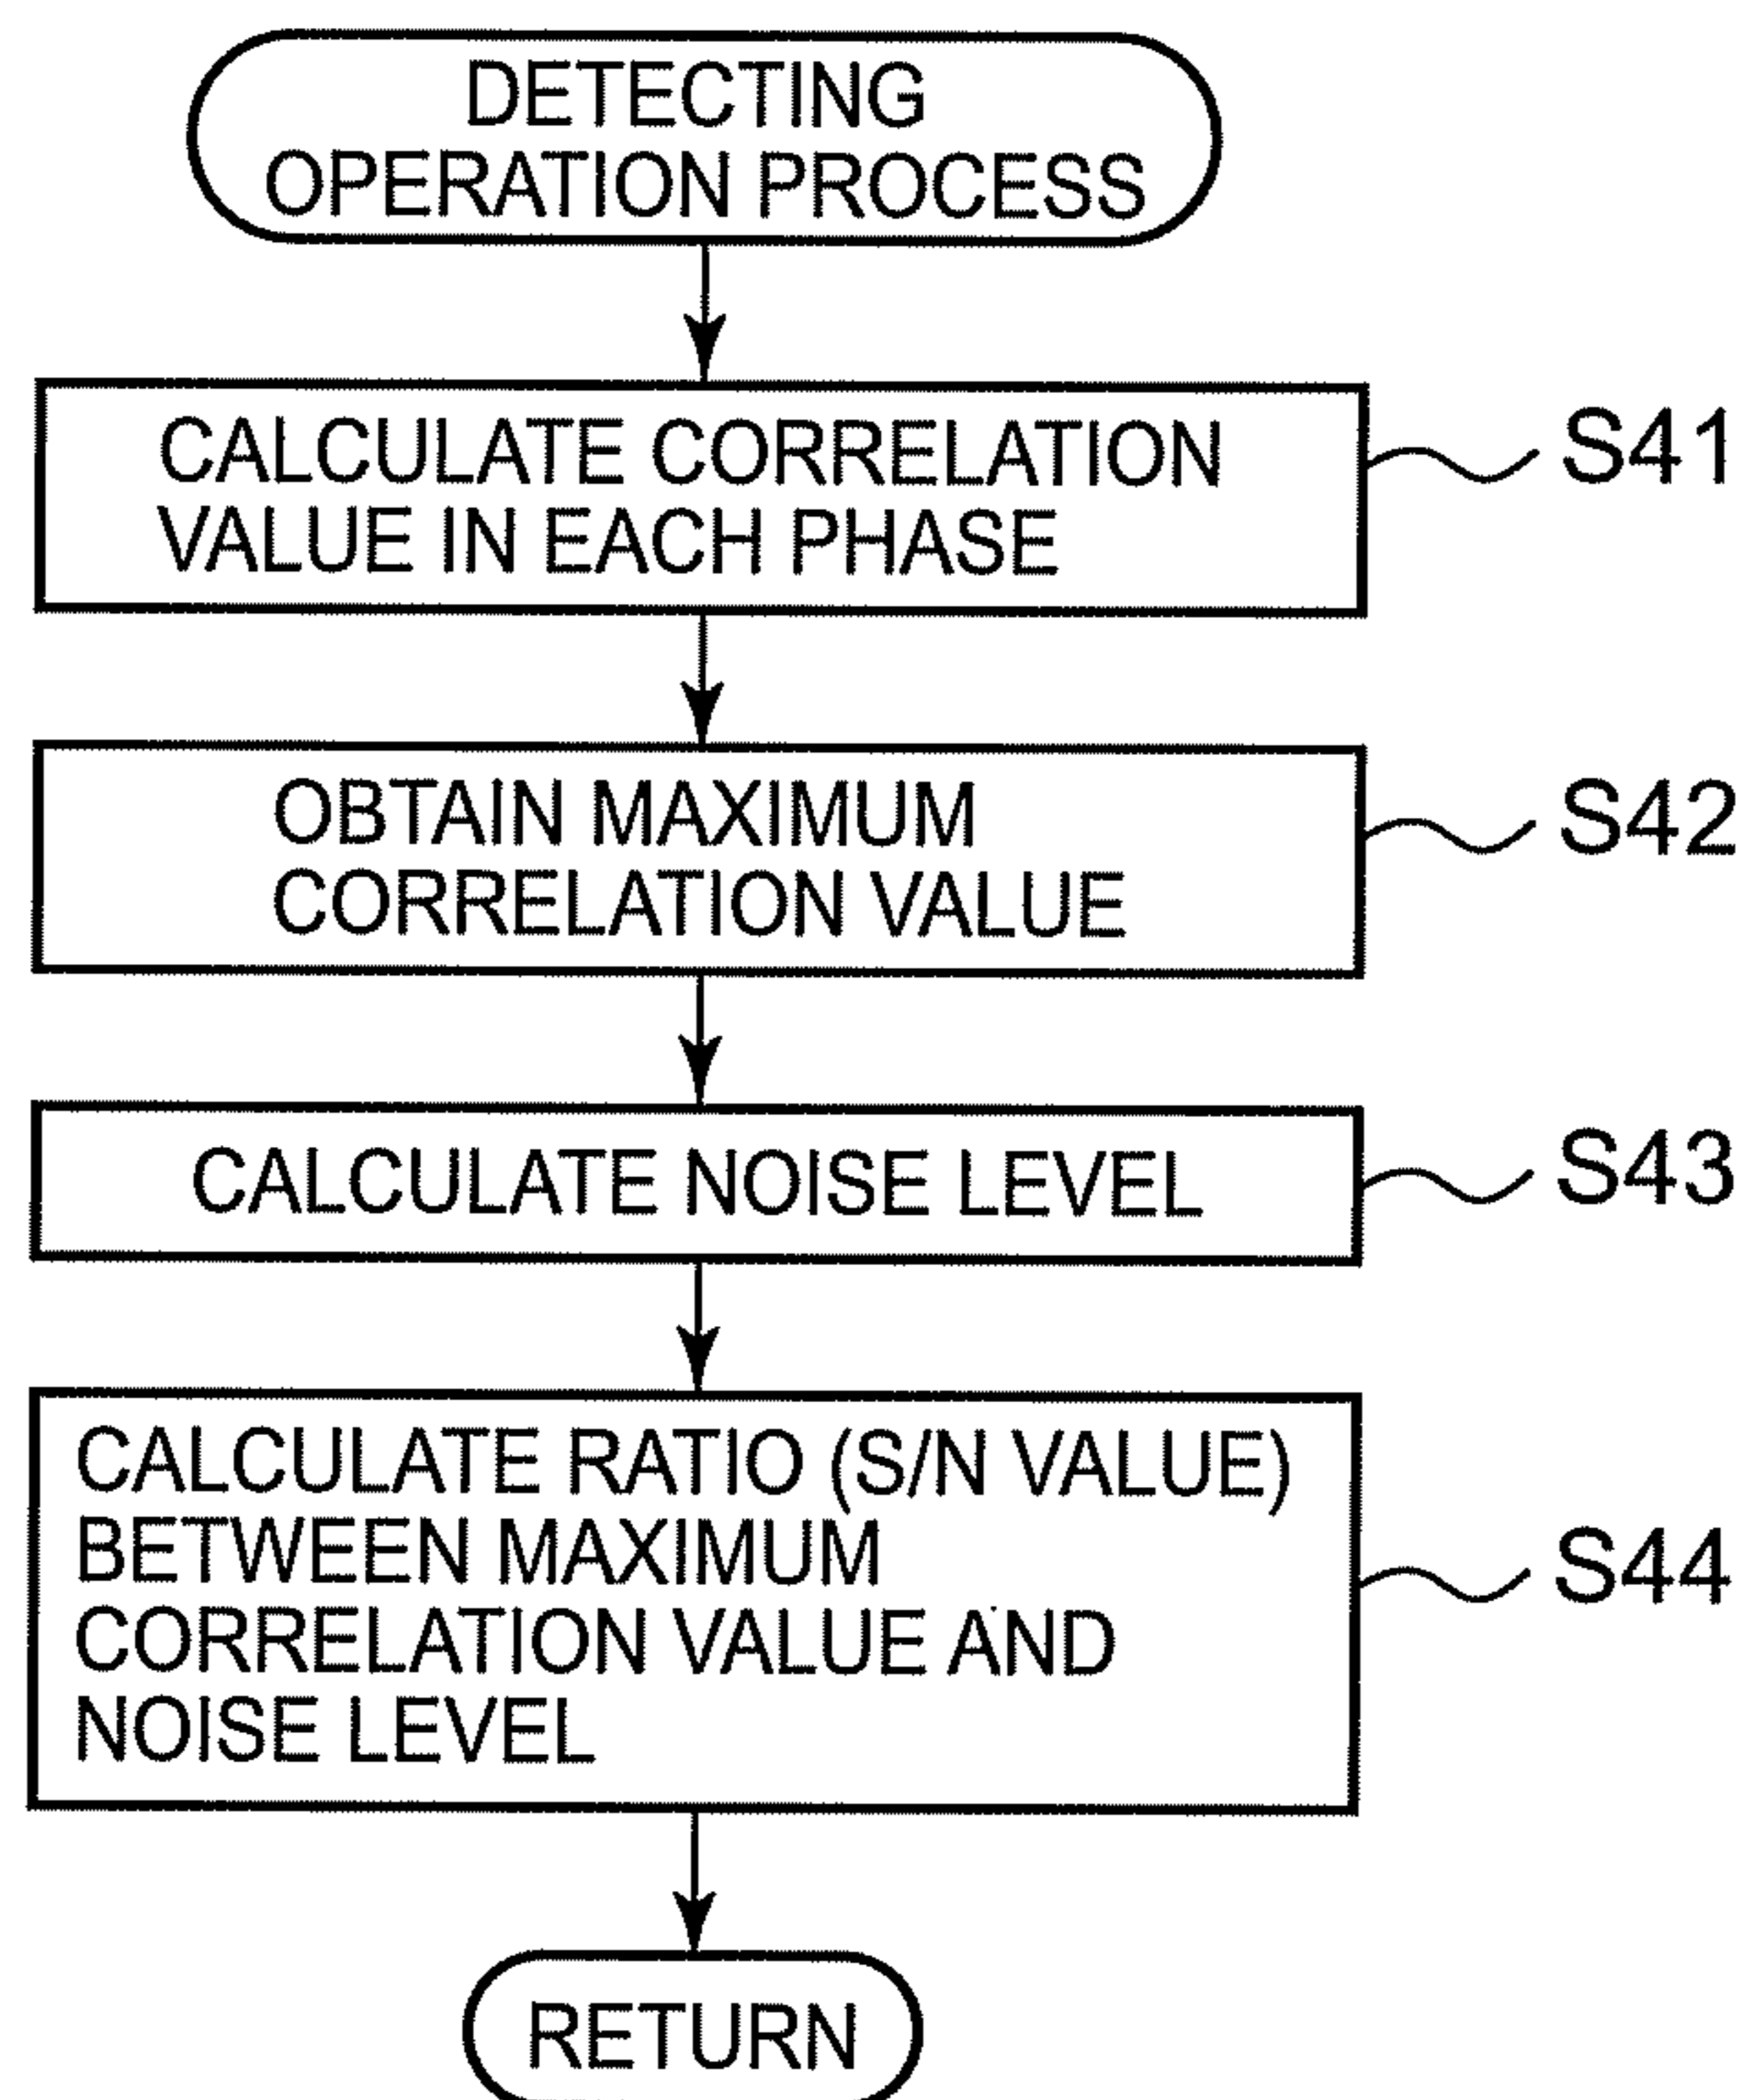 DETECTING
OPERATION PROCESS
CALCULATE CORRELATION
VALUE IN EACH PHASE
S41
OBTAIN MAXIMUM
CORRELATION VALUE
S42
CALCULATE NOISE LEVEL
S43
CALCULATE RATIO (S/N VALUE)
BETWEEN MAXIMUM
CORRELATION VALUE AND
NOISE LEVEL
S44
RETURN